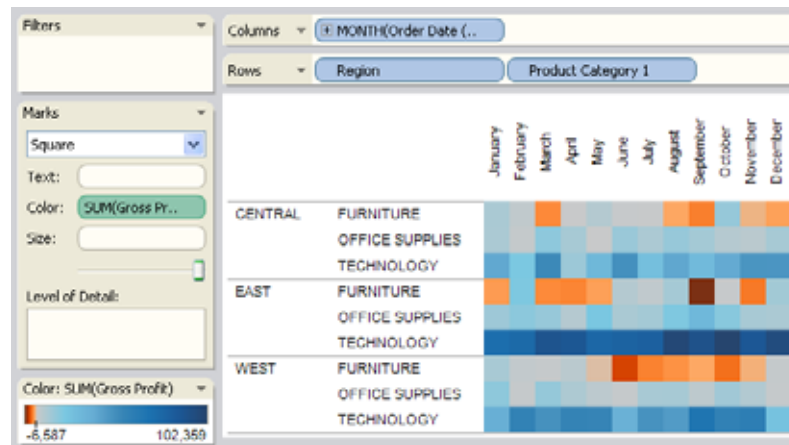 Filters
Columns MONTH(Order Date (..
Rows Region Product Category 1
Marks
Square
Text:
Color: SUM(Gross Pr..
Size:
Level of Detail:
Color: SUM(Gross Profit)
-6,587 102,359
January February March April May June July August September October November December
CENTRAL FURNITURE
OFFICE SUPPLIES
TECHNOLOGY
EAST FURNITURE
OFFICE SUPPLIES
TECHNOLOGY
WEST FURNITURE
OFFICE SUPPLIES
TECHNOLOGY